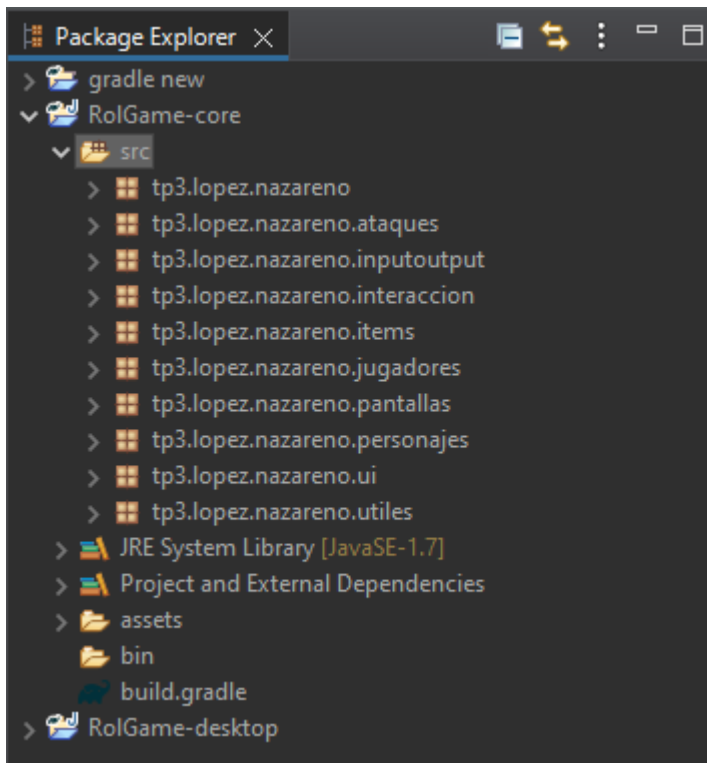 Package Explorer
gradle new
RolGame-core
src
tp3.lopez.nazareno
tp3.lopez.nazareno.ataques
tp3.lopez.nazareno.inputoutput
tp3.lopez.nazareno.interaccion
tp3.lopez.nazareno.items
tp3.lopez.nazareno.jugadores
tp3.lopez.nazareno.pantallas
tp3.lopez.nazareno.personajes
tp3.lopez.nazareno.ui
tp3.lopez.nazareno.utiles
JRE System Library [JavaSE-1.7]
Project and External Dependencies
assets
bin
build.gradle
RolGame-desktop